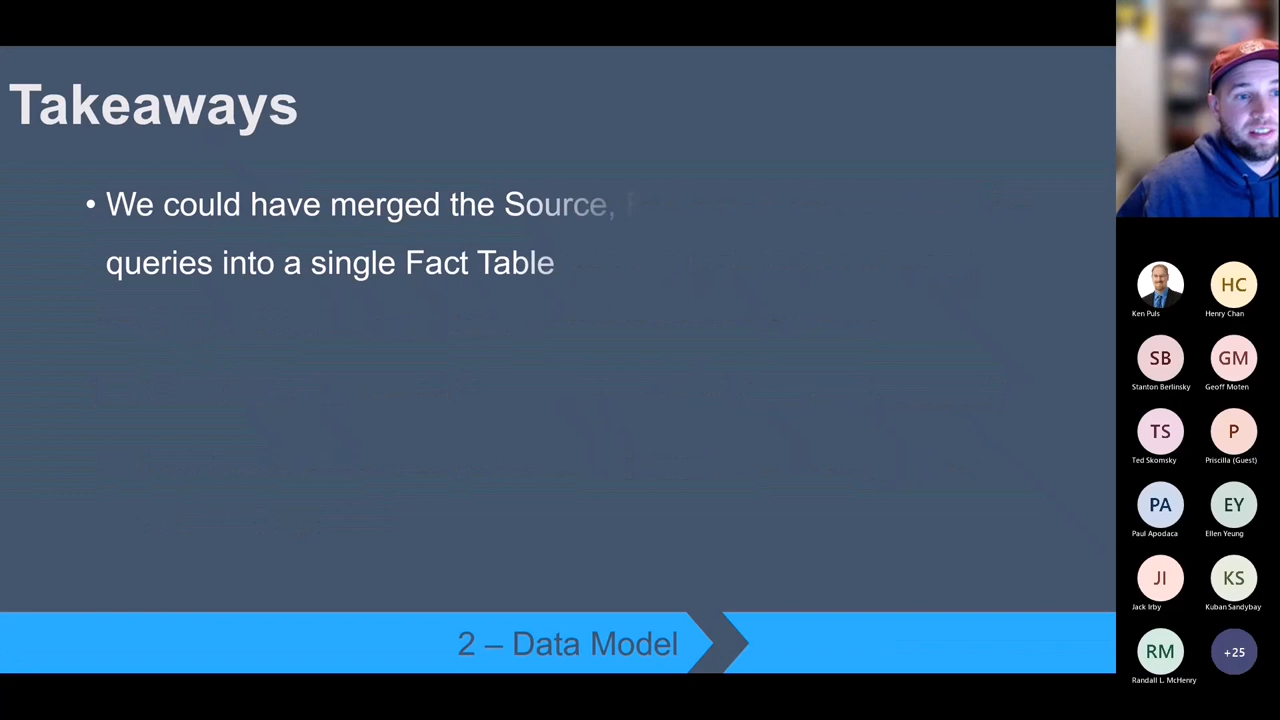 Takeaways
• We could have merged the Source,
queries into a single Fact Table
2 – Data Model
HC
Ken Puls
Henry Chan
SB
GM
Stanton Berlinsky
Geoff Moten
TS
P
Ted Skomsky
Priscilla (Guest)
PA
EY
Paul Apodaca
Ellen Yeung
JI
KS
Jack Irby
Kuban Sandybay
RM
+25
Randall L. McHenry